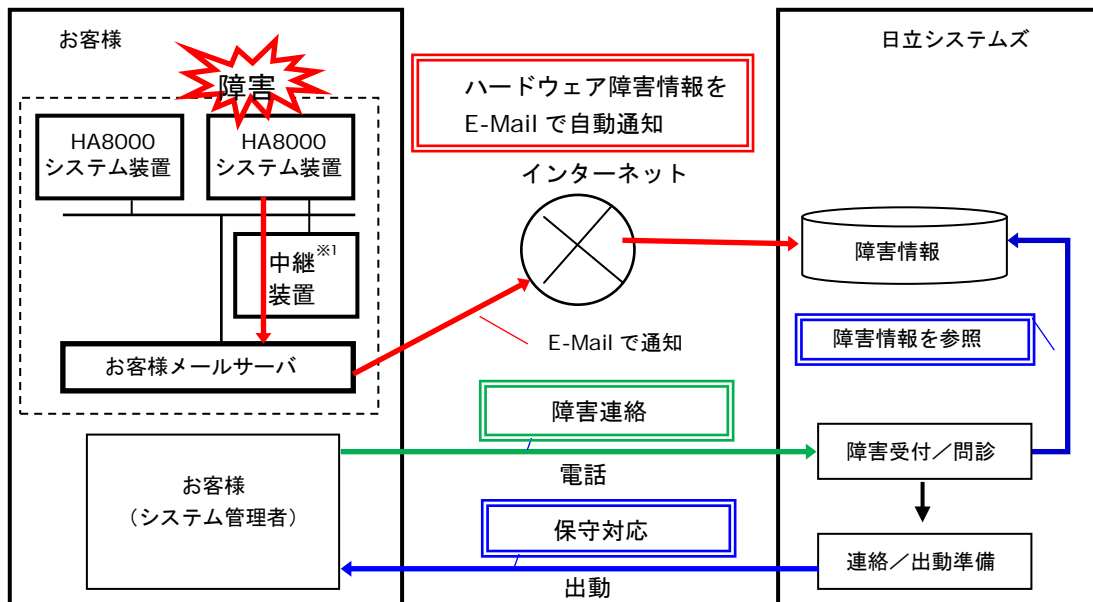 お客様
日立システムズ
障害
ハードウェア障害情報を
E-Mail で自動通知
HA8000
システム装置
HA8000
システム装置
インターネット
中継※1
装置
障害情報
E-Mail で通知
障害情報を参照
お客様メールサーバ
障害連絡
電話
障害受付／問診
お客様
（システム管理者）
保守対応
出動
連絡／出動準備